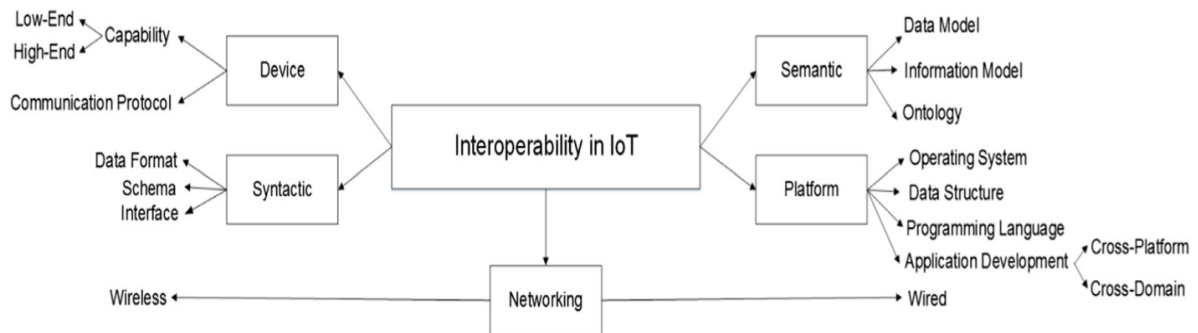 Low-End
High-End
Capability
Communication Protocol
Device
Data Format
Schema
Interface
Syntactic
Interoperability in IoT
Semantic
Data Model
Information Model
Ontology
Platform
Operating System
Data Structure
Programming Language
Application Development
Cross-Platform
Cross-Domain
Wireless
Networking
Wired